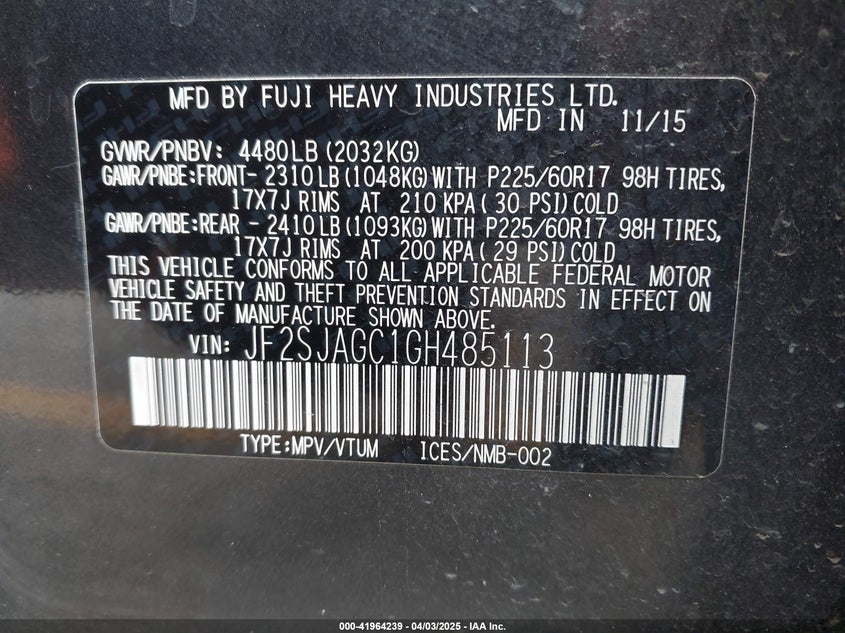 MFD BY FUJI HEAVY INDUSTRIES LTD.
MFD IN 11/15
GVWR/PNBV: 4480LB (2032KG)
GAWR/PNBE:FRONT- 2310LB (1048KG) WITH P225/60R17 98H TIRES,
17X7J RIMS AT 210 KPA ( 30 PSI) COLD
GAWR/PNBE:REAR - 2410LB (1093KG) WITH P225/60R17 98H TIRES,
17X7J RIMS AT 200 KPA ( 29 PSI) COLD
THIS VEHICLE CONFORMS TO ALL APPLICABLE FEDERAL MOTOR
VEHICLE SAFETY AND THEFT PREVENTION STANDARDS IN EFFECT ON
THE DATE OF MANUFACTURE SHOWN ABOVE.
VIN: JF2SJAGC1GH485113
TYPE:MPV/VTUM ICES/NMB-002
000-41964239 - 04/03/2025 - IAA Inc.